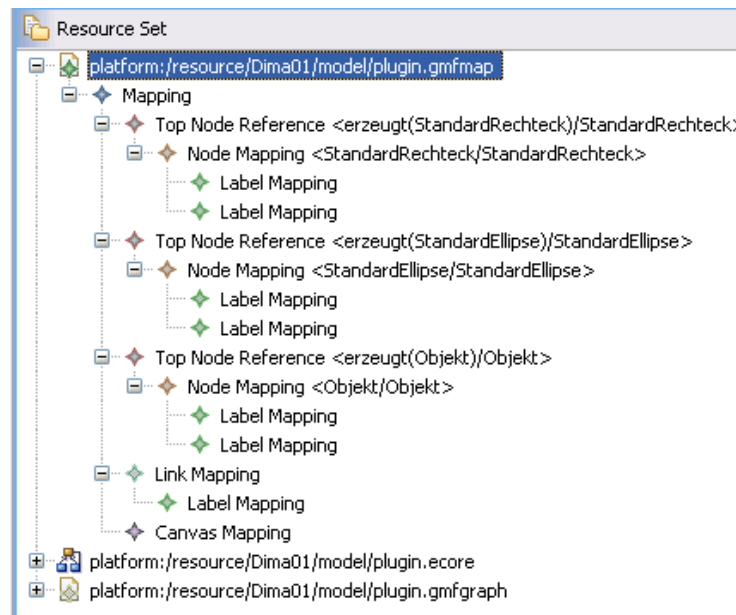 Resource Set
platform:/resource/Dima01/model/plugin.gmfmap
Mapping
Top Node Reference <erzeugt(StandardRechteck)/StandardRechteck>
Node Mapping <StandardRechteck/StandardRechteck>
Label Mapping
Label Mapping
Top Node Reference <erzeugt(StandardEllipse)/StandardEllipse>
Node Mapping <StandardEllipse/StandardEllipse>
Label Mapping
Label Mapping
Top Node Reference <erzeugt(Objekt)/Objekt>
Node Mapping <Objekt/Objekt>
Label Mapping
Label Mapping
Link Mapping
Label Mapping
Canvas Mapping
platform:/resource/Dima01/model/plugin.ecore
platform:/resource/Dima01/model/plugin.gmfgraph